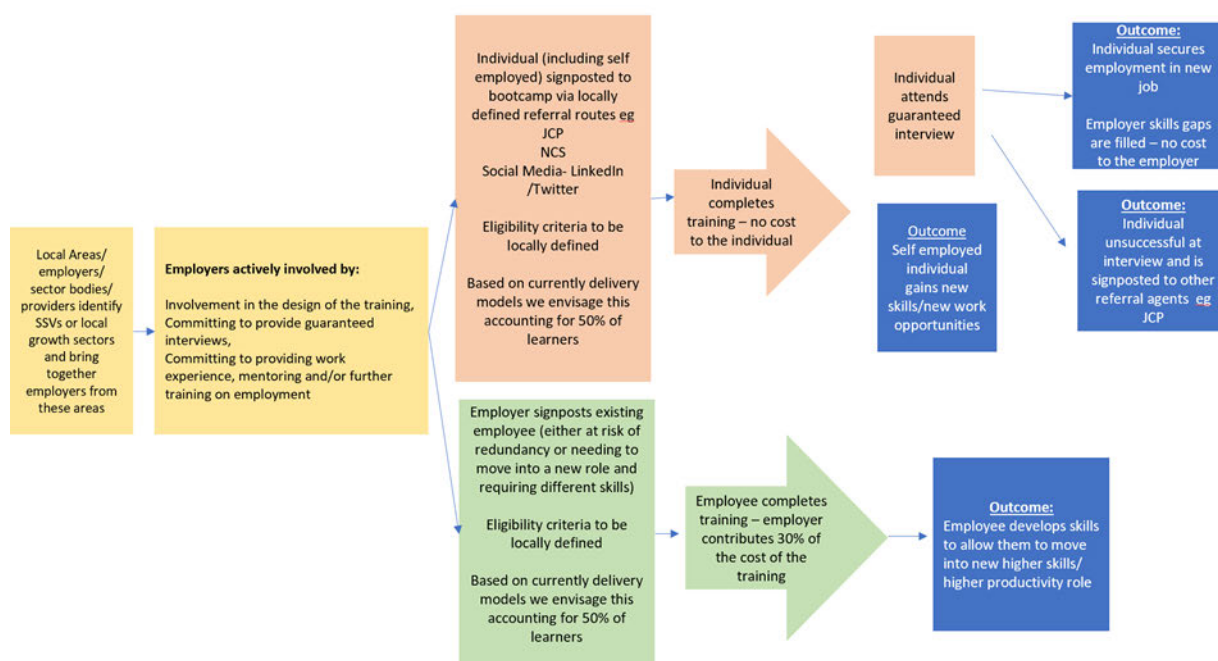 Local Areas/
employers/
sector bodies/
providers identify
SSVs or local
growth sectors
and bring
together
employers from
these areas
Employers actively involved by:
Involvement in the design of the training,
Committing to provide guaranteed
interviews,
Committing to providing work
experience, mentoring and/or further
training on employment
Individual (including self
employed) signposted to
bootcamp via locally
defined referral routes eg
JCP
NCS
Social Media- LinkedIn
/Twitter
Eligibility criteria to be
locally defined
Based on currently delivery
models we envisage this
accounting for 50% of
learners
Individual
completes
training – no cost
to the individual
Individual
attends
guaranteed
interview
Outcome
Self employed
individual
gains new
skills/new work
opportunities
Outcome:
Individual secures
employment in new
job
Employer skills gaps
are filled – no cost
to the employer
Outcome:
Individual
unsuccessful at
interview and is
signposted to other
referral agents eg
JCP
Employer signposts existing
employee (either at risk of
redundancy or needing to
move into a new role and
requiring different skills)
Eligibility criteria to be
locally defined
Based on currently delivery
models we envisage this
accounting for 50% of
learners
Employee completes
training – employer
contributes 30% of
the cost of the
training
Outcome:
Employee develops skills
to allow them to move
into new higher skills/
higher productivity role